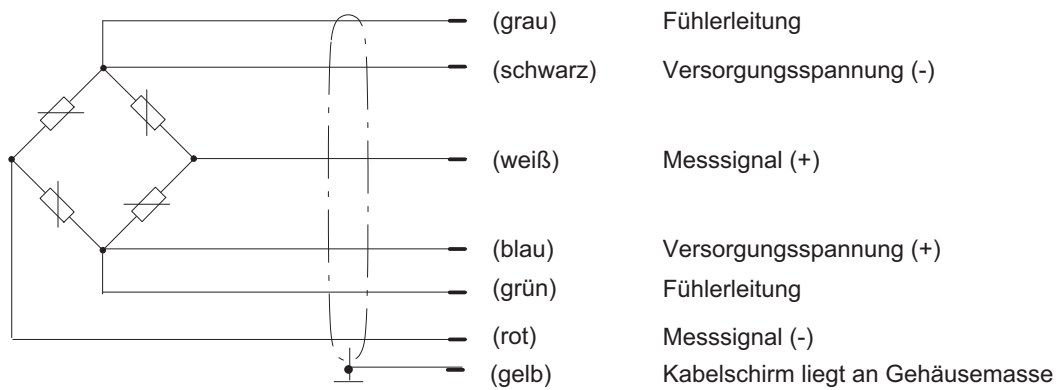 (grau) Fühlerleitung
(schwarz) Versorgungsspannung (-)
(weiß) Messsignal (+)
(blau) Versorgungsspannung (+)
(grün) Fühlerleitung
(rot) Messsignal (-)
(gelb) Kabelschirm liegt an Gehäusemasse